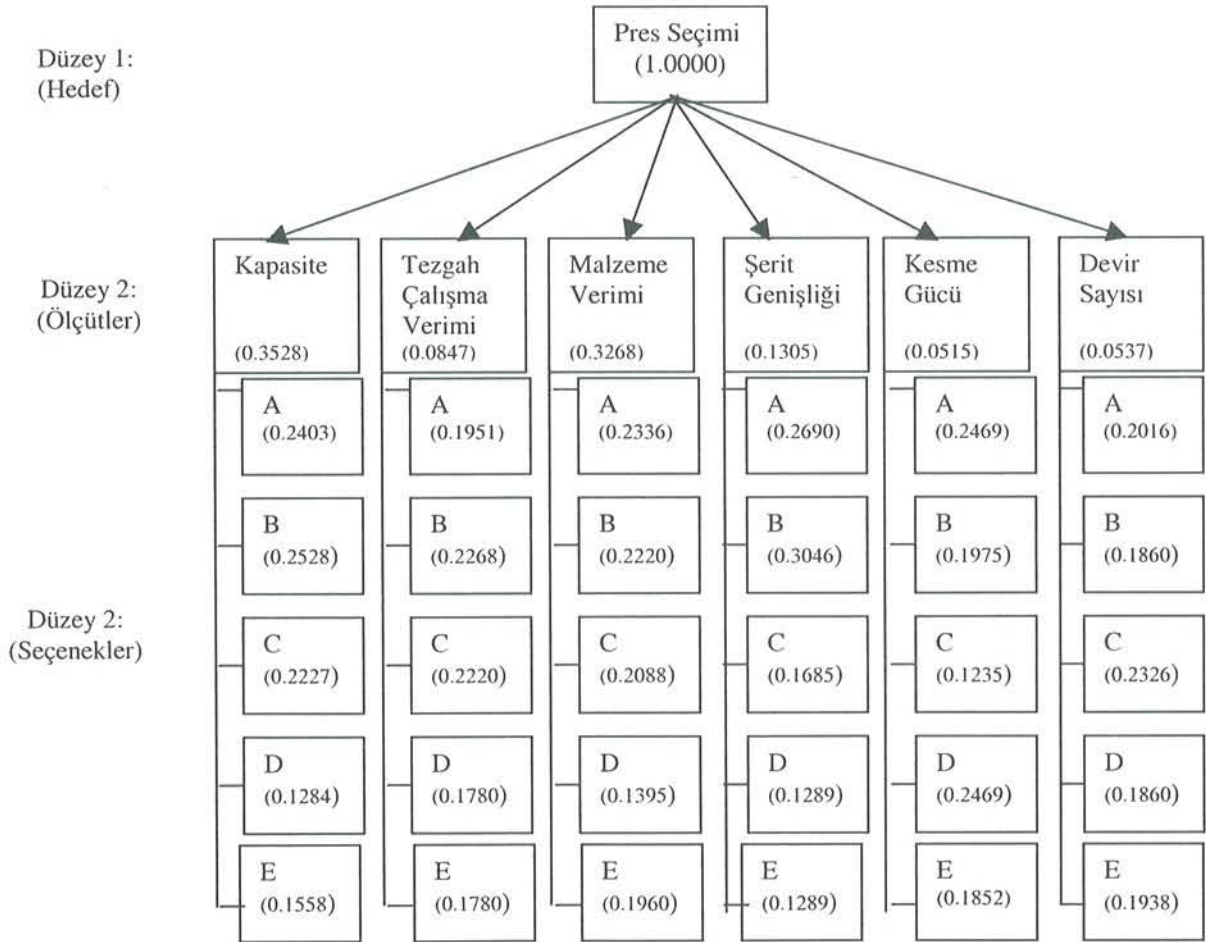 Pres Seçimi
(1.0000)
Düzey 1:
(Hedef)
Düzey 2:
(Ölçütler)
Kapasite
(0.3528)
Tezgah
Çalışma
Verimi
(0.0847)
Malzeme
Verimi
(0.3268)
Şerit
Genişliği
(0.1305)
Kesme
Gücü
(0.0515)
Devir
Sayısı
(0.0537)
Düzey 2:
(Seçenekler)
A
(0.2403)
A
(0.1951)
A
(0.2336)
A
(0.2690)
A
(0.2469)
A
(0.2016)
B
(0.2528)
B
(0.2268)
B
(0.2220)
B
(0.3046)
B
(0.1975)
B
(0.1860)
C
(0.2227)
C
(0.2220)
C
(0.2088)
C
(0.1685)
C
(0.1235)
C
(0.2326)
D
(0.1284)
D
(0.1780)
D
(0.1395)
D
(0.1289)
D
(0.2469)
D
(0.1860)
E
(0.1558)
E
(0.1780)
E
(0.1960)
E
(0.1289)
E
(0.1852)
E
(0.1938)